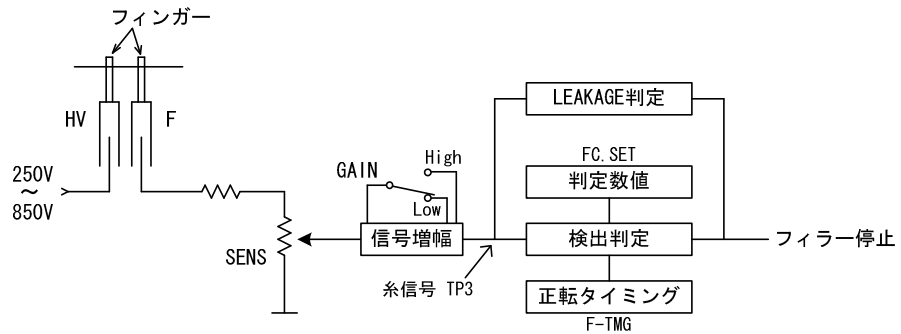 フィンガー
HV
F
250V
～
850V
SENS
GAIN
High
Low
信号増幅
糸信号 TP3
LEAKAGE判定
FC.SET
判定数値
検出判定
正転タイミング
F-TMG
フィラー停止